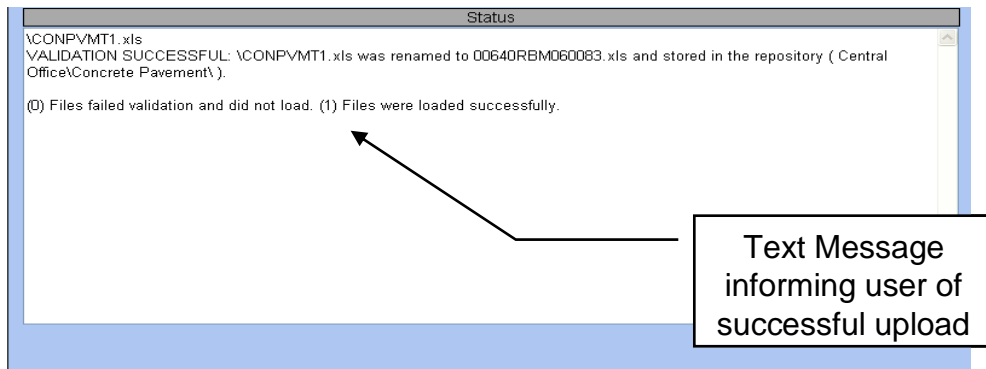 Status
\CONPVMT1.xls
VALIDATION SUCCESSFUL: \CONPVMT1.xls was renamed to 00640RBM060083.xls and stored in the repository ( Central
Office\Concrete Pavement\ ).
(0) Files failed validation and did not load. (1) Files were loaded successfully.
Text Message
informing user of
successful upload